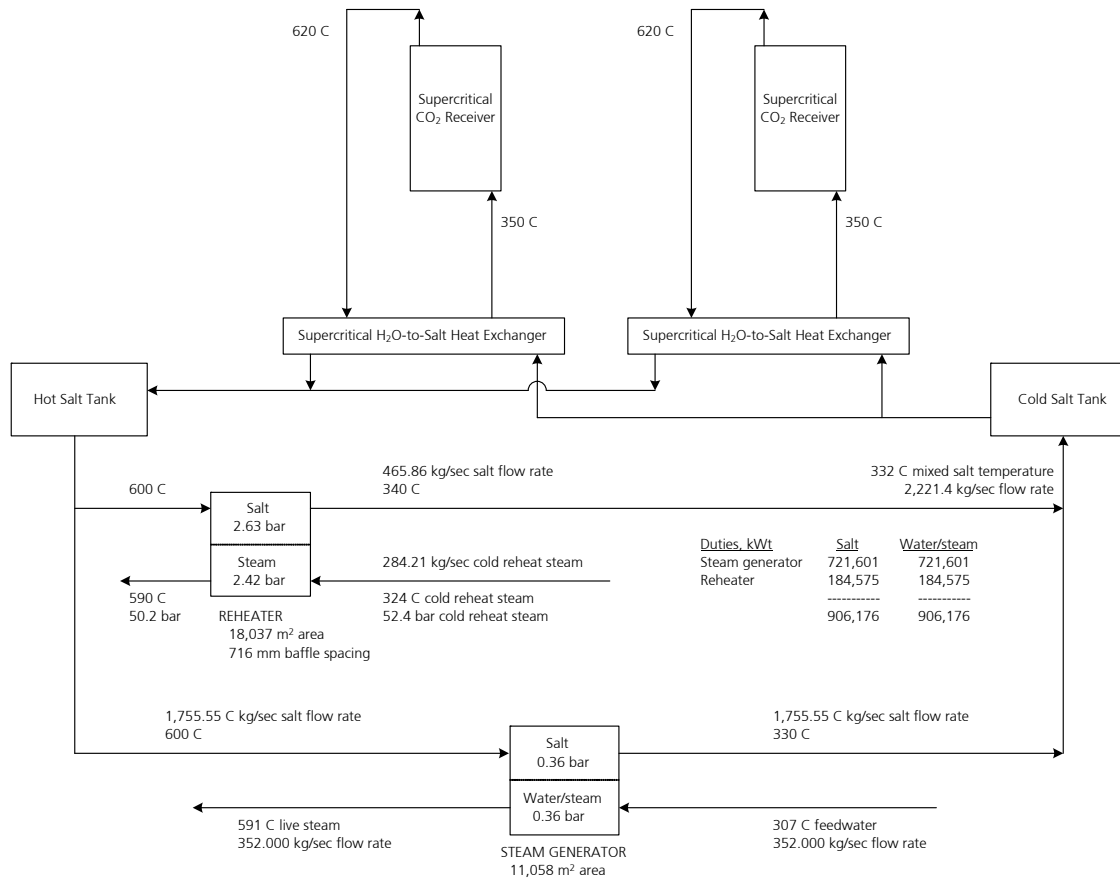 620 C
620 C
Supercritical
CO₂ Receiver
Supercritical
CO₂ Receiver
350 C
350 C
Supercritical H₂O-to-Salt Heat Exchanger
Supercritical H₂O-to-Salt Heat Exchanger
Hot Salt Tank
Cold Salt Tank
600 C
465.86 kg/sec salt flow rate
340 C
332 C mixed salt temperature
2,221.4 kg/sec flow rate
Salt
2.63 bar
Steam
2.42 bar
284.21 kg/sec cold reheat steam
324 C cold reheat steam
52.4 bar cold reheat steam
590 C
50.2 bar
REHEATER
18,037 m² area
716 mm baffle spacing
Duties, kWt Salt Water/steam
Steam generator 721,601 721,601
Reheater 184,575 184,575
----------- -----------
906,176 906,176
1,755.55 C kg/sec salt flow rate
600 C
1,755.55 C kg/sec salt flow rate
330 C
Salt
0.36 bar
Water/steam
0.36 bar
591 C live steam
352.000 kg/sec flow rate
307 C feedwater
352.000 kg/sec flow rate
STEAM GENERATOR
11,058 m² area